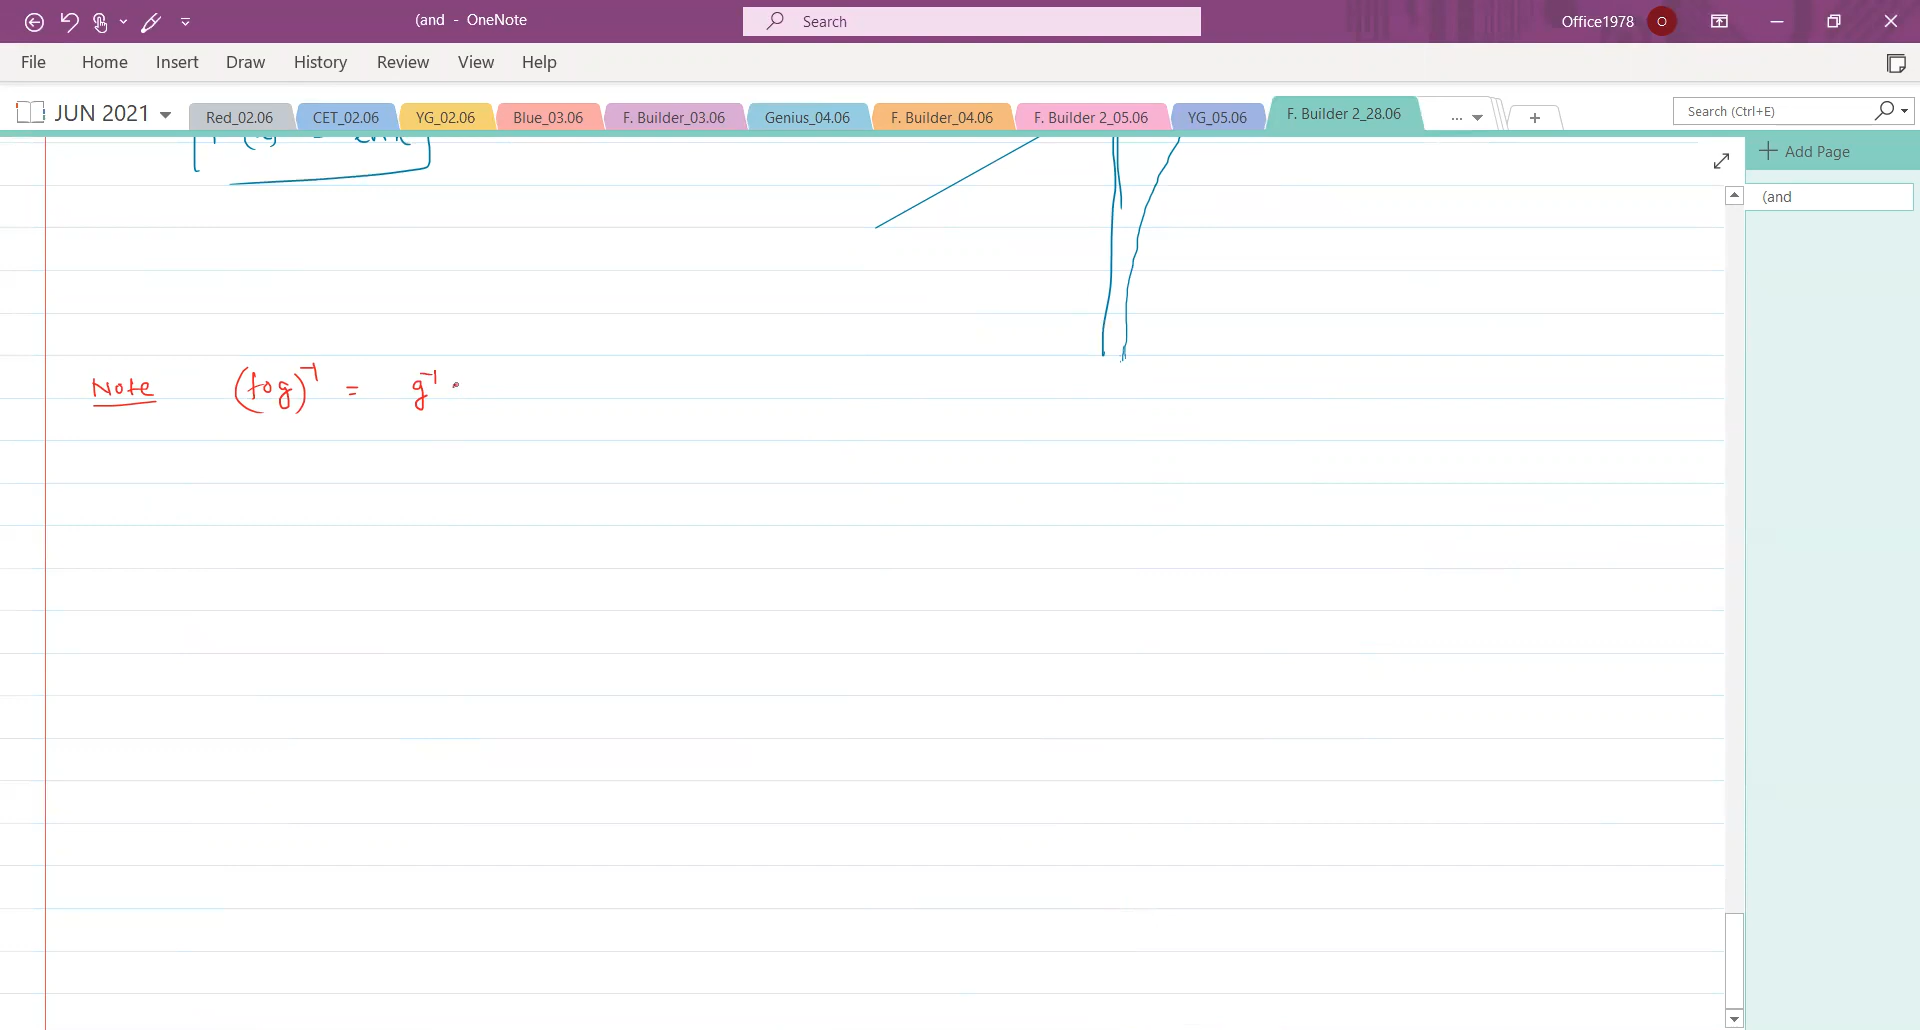 (and - OneNote
Search
Office1978
O
File Home Insert Draw History Review View Help
JUN 2021
Red_02.06 CET_02.06 YG_02.06 Blue_03.06 F. Builder_03.06 Genius_04.06 F. Builder_04.06 F. Builder 2_05.06 YG_05.06 F. Builder 2_28.06 ...
Search (Ctrl+E)
Add Page
(and
Note (fog)⁻¹ = g⁻¹